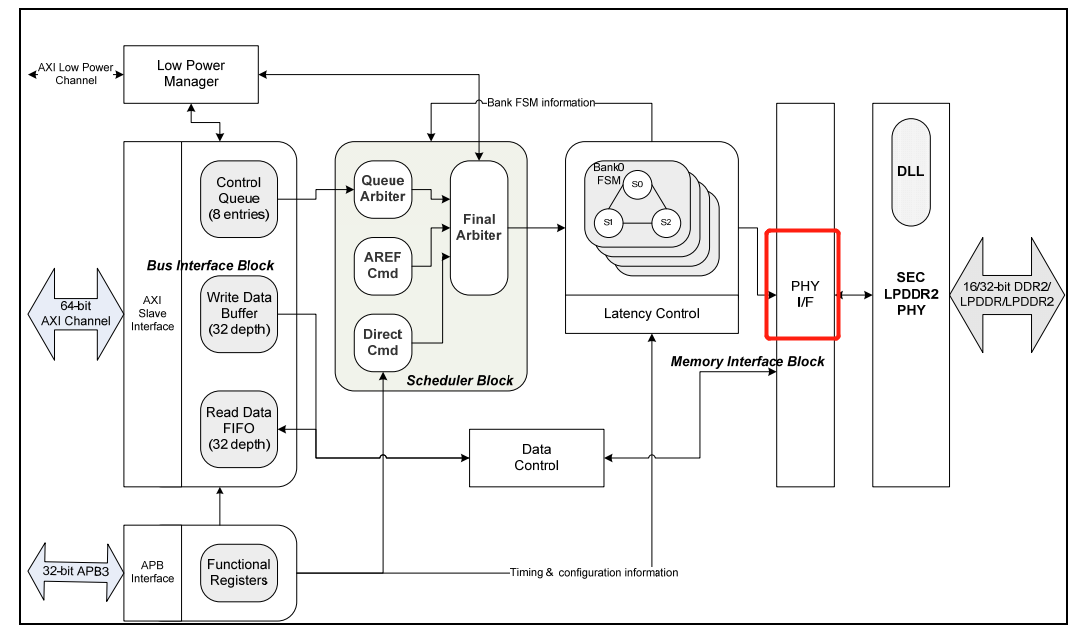 AXI Low Power
Channel
Low Power
Manager
Bank FSM information
Control
Queue
(8 entries)
Queue
Arbiter
Final
Arbiter
Bank0
FSM
S0
S1
S2
DLL
Bus Interface Block
AREF
Cmd
64-bit
AXI Channel
AXI
Slave
Interface
Write Data
Buffer
(32 depth)
Direct
Cmd
Scheduler Block
Latency Control
PHY
I/F
SEC
LPDDR2
PHY
16/32-bit DDR2/
LPDDR/LPDDR2
Memory Interface Block
Read Data
FIFO
(32 depth)
Data
Control
32-bit APB3
APB
Interface
Functional
Registers
Timing & configuration information